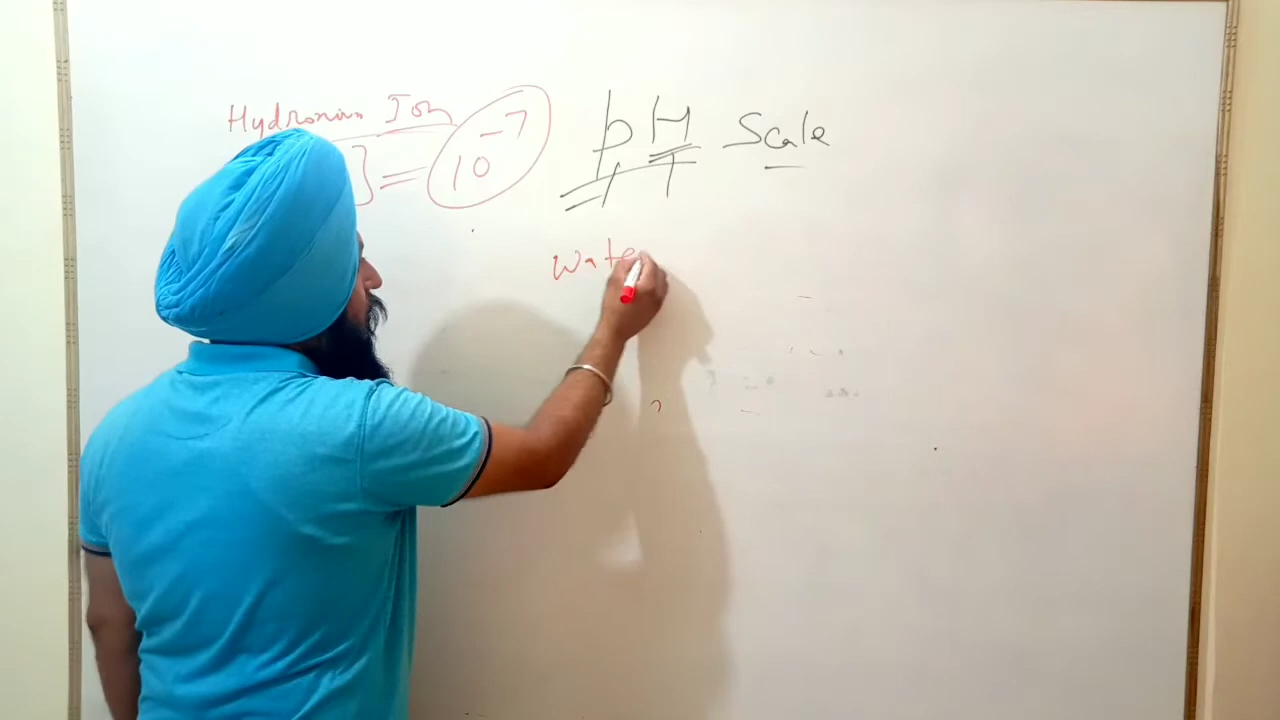 Hydronium Ion
] = 10⁻⁷
pH Scale
Wate